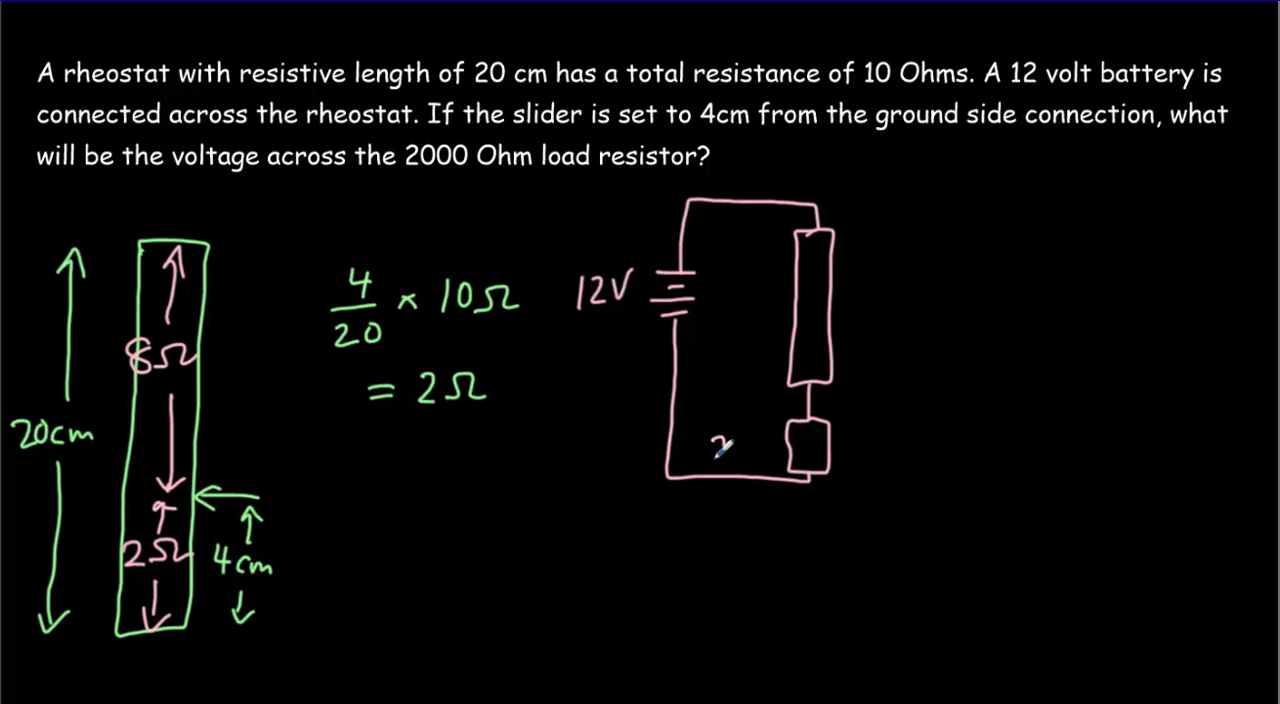 A rheostat with resistive length of 20 cm has a total resistance of 10 Ohms. A 12 volt battery is
connected across the rheostat. If the slider is set to 4cm from the ground side connection, what
will be the voltage across the 2000 Ohm load resistor?
20cm
8Ω
2Ω
4cm
4/20 × 10Ω
= 2Ω
12V